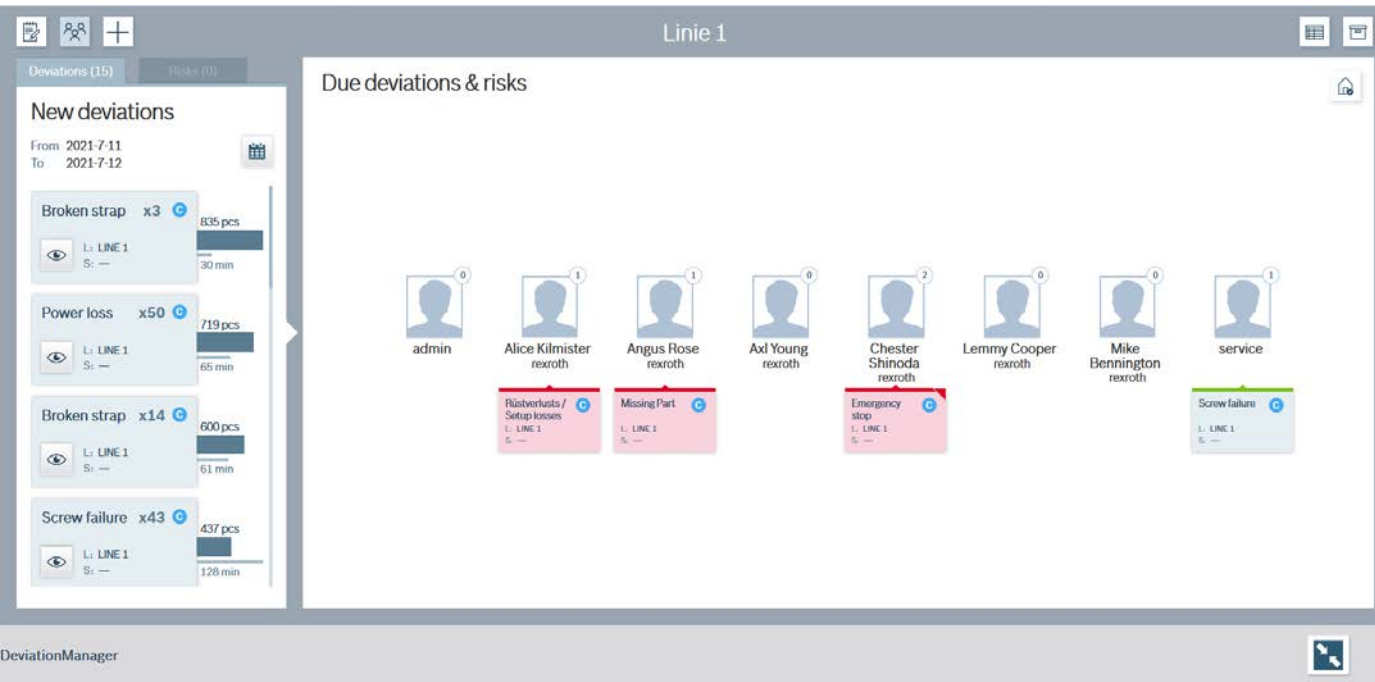 Linie 1
Deviations (15) Risks (0)
New deviations
From 2021-7-11
To 2021-7-12
Broken strap x3 C
L: LINE 1
S: —
835 pcs
30 min
Power loss x50 C
L: LINE 1
S: —
719 pcs
65 min
Broken strap x14 C
L: LINE 1
S: —
600 pcs
61 min
Screw failure x43 C
L: LINE 1
S: —
437 pcs
128 min
Due deviations & risks
0
admin
1
Alice Kilmister
rexroth
Rüstverlusts /
Setup losses
C
L: LINE 1
S: —
1
Angus Rose
rexroth
Missing Part C
L: LINE 1
S: —
0
Axl Young
rexroth
2
Chester
Shinoda
rexroth
Emergency
stop
C
L: LINE 1
S: —
0
Lemmy Cooper
rexroth
0
Mike
Bennington
rexroth
1
service
Screw failure C
L: LINE 1
S: —
DeviationManager